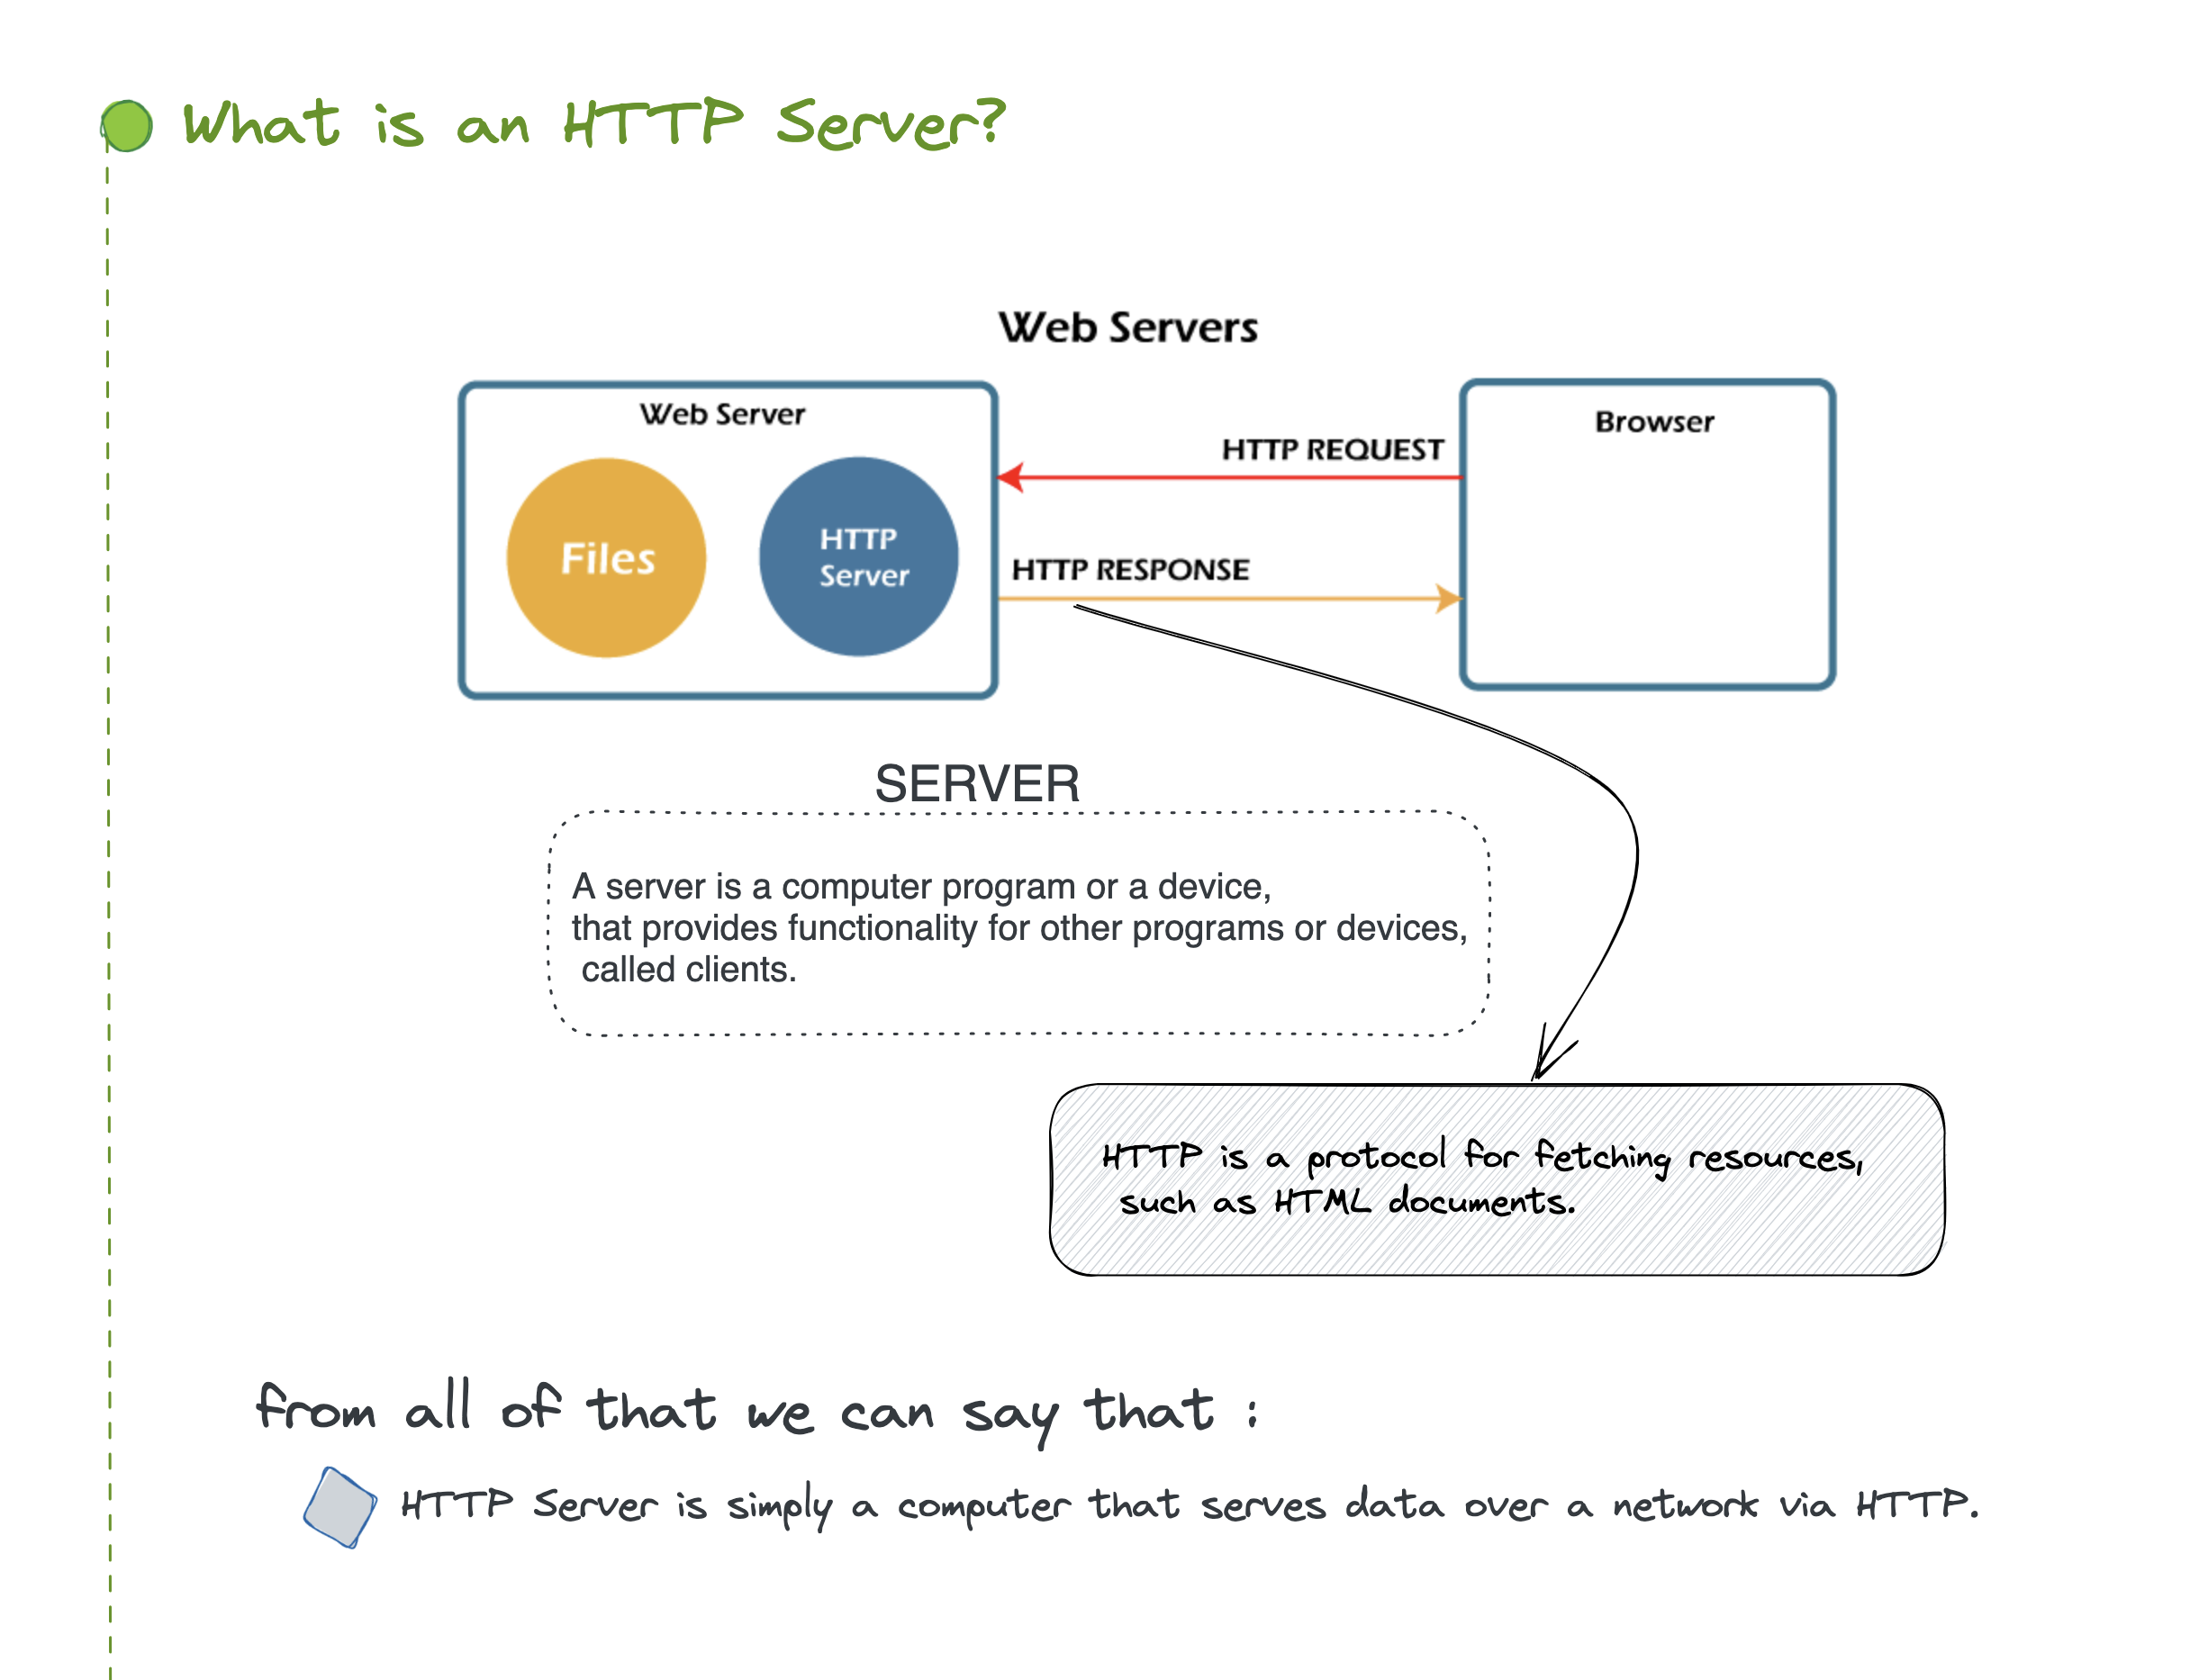 What is an HTTP Server?
Web Servers
Web Server
Files
HTTP
Server
HTTP REQUEST
HTTP RESPONSE
Browser
SERVER
A server is a computer program or a device,
that provides functionality for other programs or devices,
called clients.
HTTP is a protocol for fetching resources,
such as HTML documents.
from all of that we can say that :
HTTP Server is simply a computer that serves data over a network via HTTP.